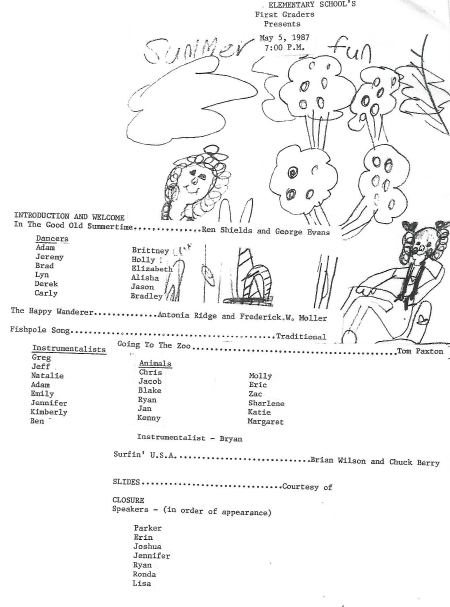 ELEMENTARY SCHOOL'S
First Graders
Presents
May 5, 1987
7:00 P.M.
Summer fun
INTRODUCTION AND WELCOME
In The Good Old Summertime..............Ren Shields and George Evans
Dancers
Adam
Jeremy
Brad
Lyn
Derek
Carly
Brittney
Holly
Elizabeth
Alisha
Jason
Bradley
The Happy Wanderer.............Antonia Ridge and Frederick.W. Moller
Fishpole Song..........................................Traditional
Going To The Zoo..........................................Tom Paxton
Instrumentalists
Greg
Jeff
Natalie
Adam
Emily
Jennifer
Kimberly
Ben
Animals
Chris
Jacob
Blake
Ryan
Jan
Kenny
Molly
Eric
Zac
Sharlene
Katie
Margaret
Instrumentalist - Bryan
Surfin' U.S.A...........................Brian Wilson and Chuck Berry
SLIDES............................Courtesy of
CLOSURE
Speakers - (in order of appearance)
Parker
Erin
Joshua
Jennifer
Ryan
Ronda
Lisa